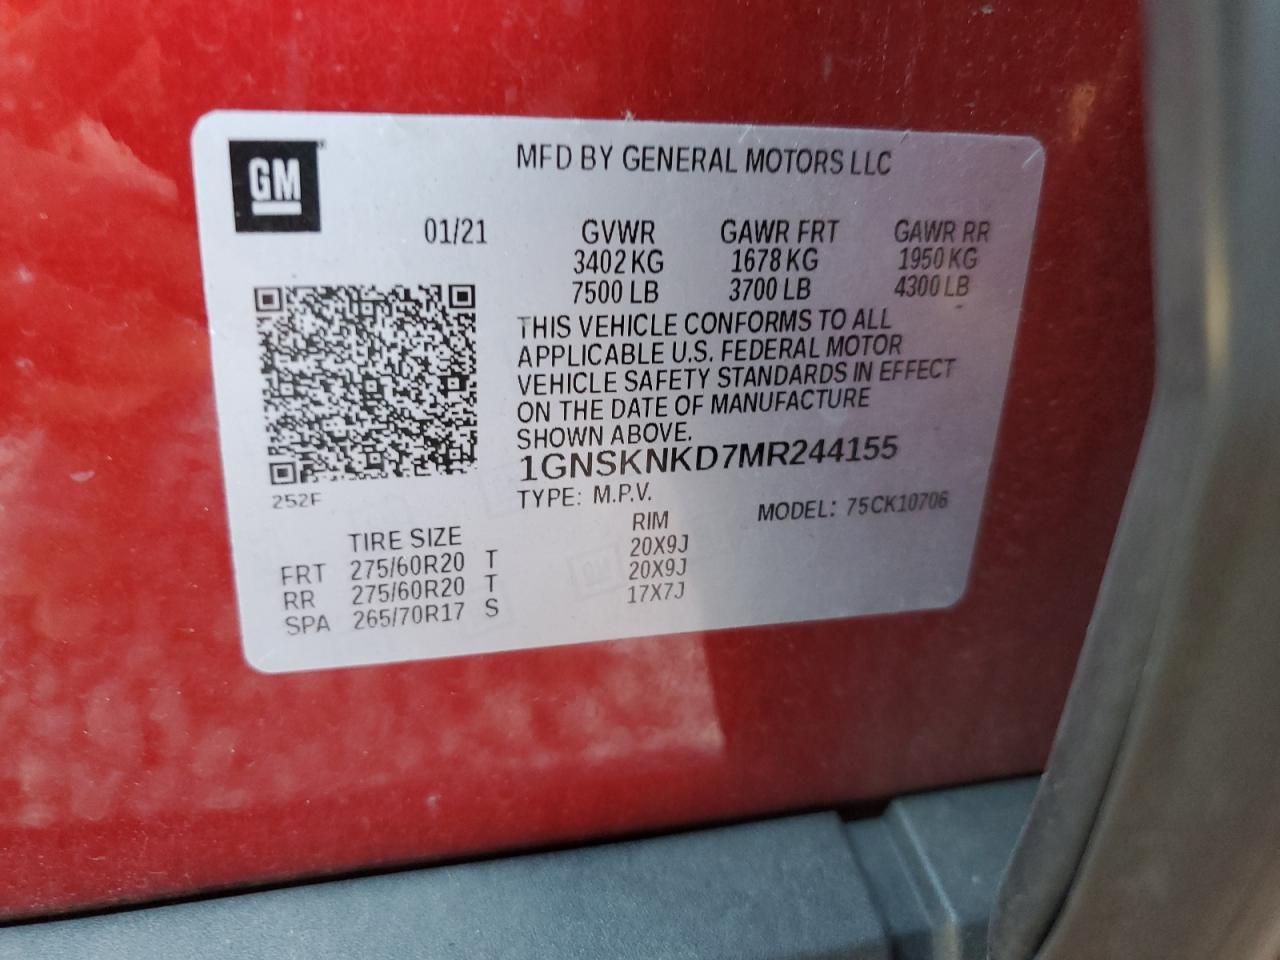 GM
MFD BY GENERAL MOTORS LLC
01/21 GVWR GAWR FRT GAWR RR
3402 KG 1678 KG 1950 KG
7500 LB 3700 LB 4300 LB
THIS VEHICLE CONFORMS TO ALL
APPLICABLE U.S. FEDERAL MOTOR
VEHICLE SAFETY STANDARDS IN EFFECT
ON THE DATE OF MANUFACTURE
SHOWN ABOVE.
1GNSKNKD7MR244155
252F
TYPE: M.P.V. MODEL: 75CK10706
TIRE SIZE RIM
FRT 275/60R20 T 20X9J
RR 275/60R20 T 20X9J
SPA 265/70R17 S 17X7J